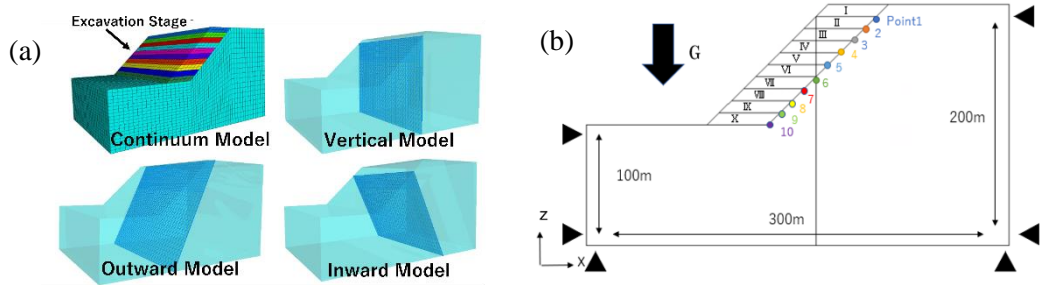 (a)
Excavation Stage
Continuum Model
Vertical Model
Outward Model
Inward Model
(b)
G
I
Point1
II
2
III
3
IV
4
V
5
VI
6
VII
7
VIII
8
IX
9
X
10
200m
100m
300m
Z
X